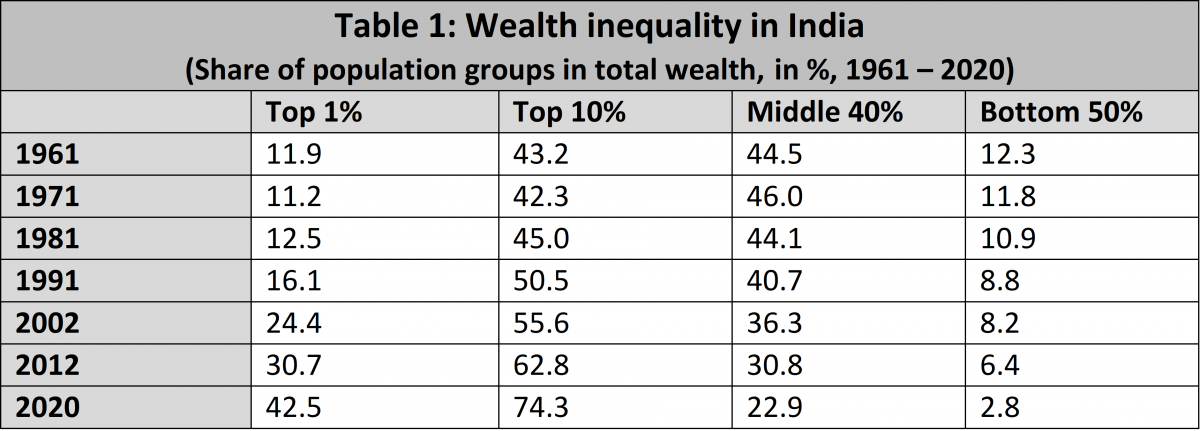 Table 1: Wealth inequality in India
(Share of population groups in total wealth, in %, 1961 – 2020)
Top 1% Top 10% Middle 40% Bottom 50%
1961 11.9 43.2 44.5 12.3
1971 11.2 42.3 46.0 11.8
1981 12.5 45.0 44.1 10.9
1991 16.1 50.5 40.7 8.8
2002 24.4 55.6 36.3 8.2
2012 30.7 62.8 30.8 6.4
2020 42.5 74.3 22.9 2.8